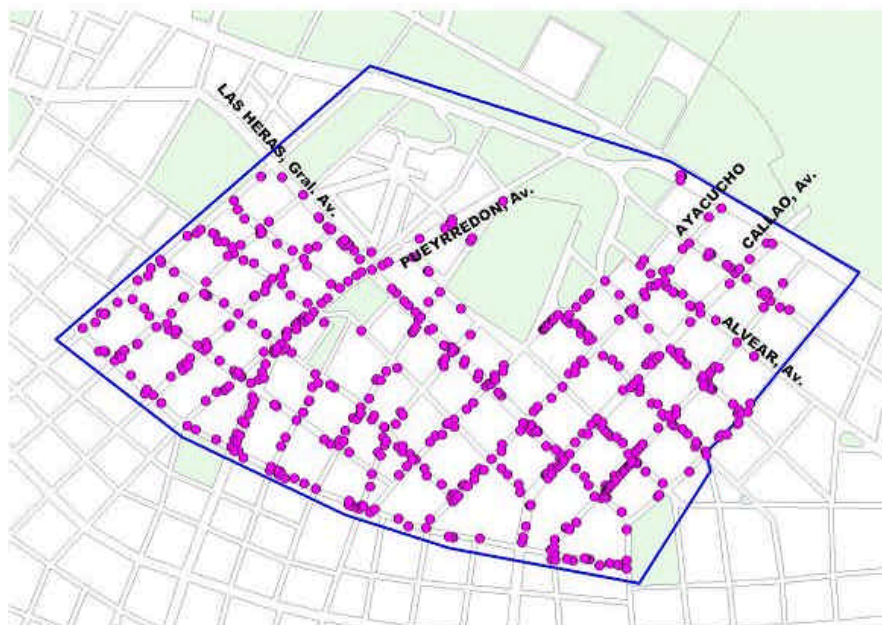 LAS HERAS, Gral. Av.
PUEYRREDON, Av.
AYACUCHO
CALLAO, Av.
ALVEAR, Av.